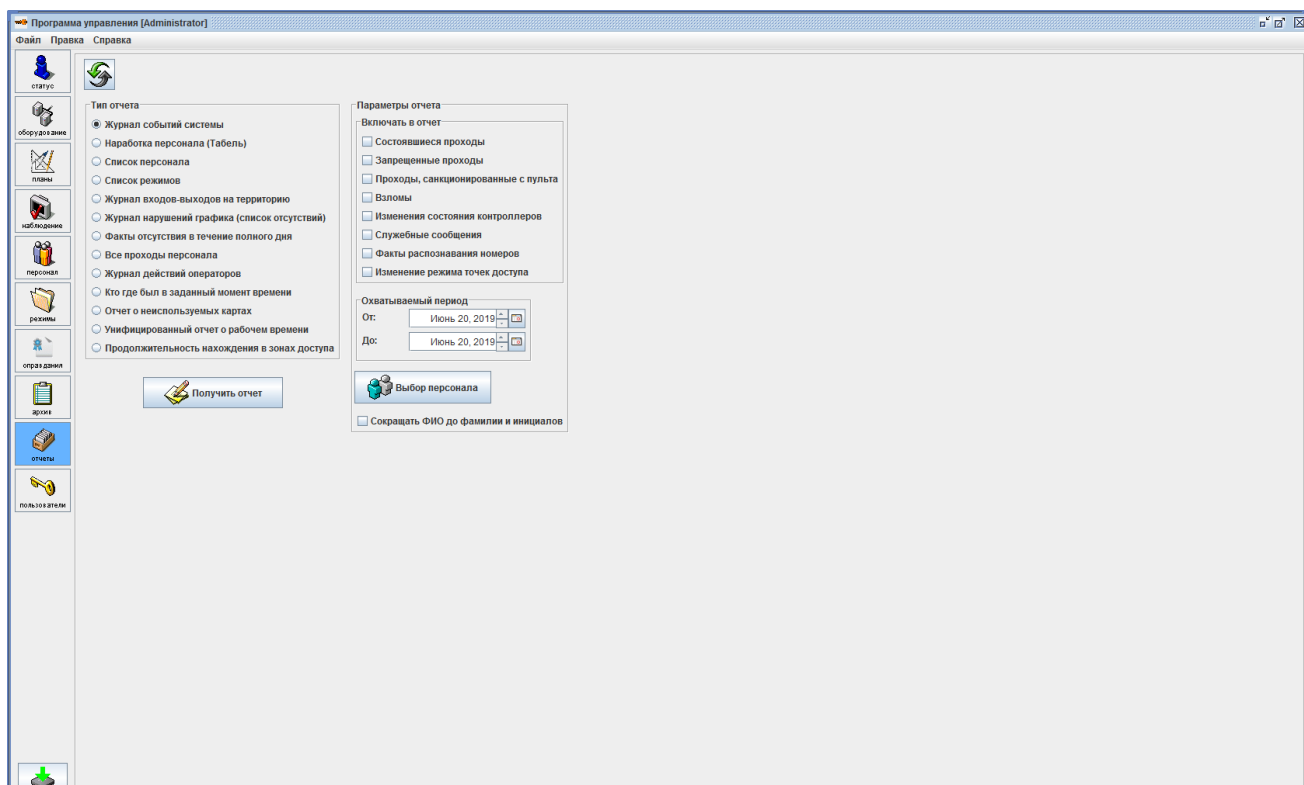 Программа управления [Administrator]
Файл Правка Справка
статус
оборудование
планы
наблюдение
персонал
режимы
оправдания
архив
отчеты
пользователи
Тип отчета
Журнал событий системы
Наработка персонала (Табель)
Список персонала
Список режимов
Журнал входов-выходов на территорию
Журнал нарушений графика (список отсутствий)
Факты отсутствия в течение полного дня
Все проходы персонала
Журнал действий операторов
Кто где был в заданный момент времени
Отчет о неиспользуемых картах
Унифицированный отчет о рабочем времени
Продолжительность нахождения в зонах доступа
Получить отчет
Параметры отчета
Включать в отчет
Состоявшиеся проходы
Запрещенные проходы
Проходы, санкционированные с пульта
Взломы
Изменения состояния контроллеров
Служебные сообщения
Факты распознавания номеров
Изменение режима точек доступа
Охватываемый период
От: Июнь 20, 2019
До: Июнь 20, 2019
Выбор персонала
Сокращать ФИО до фамилии и инициалов